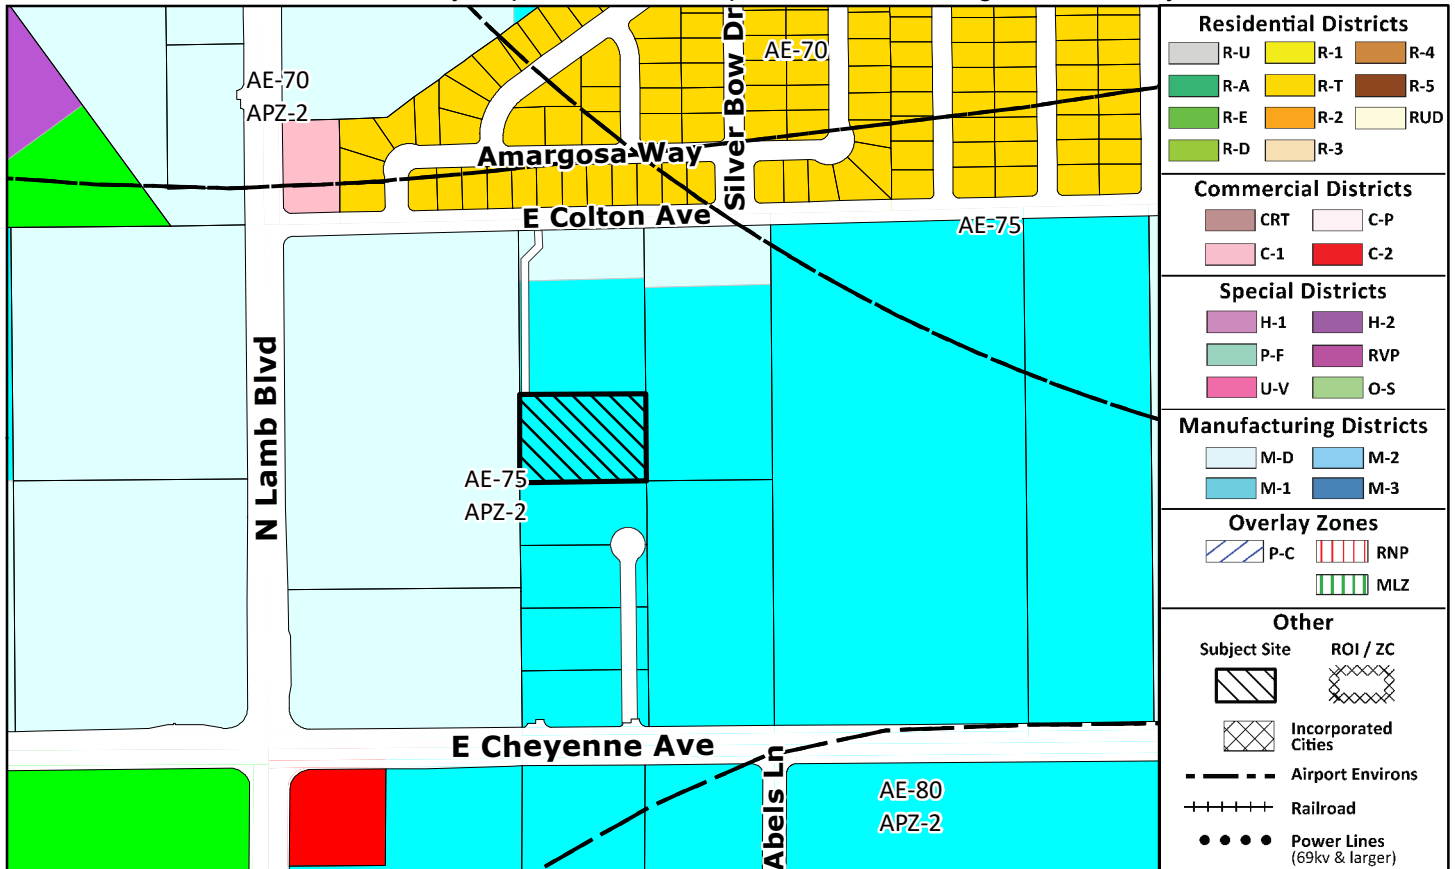 AE-70
APZ-2
Silver Bow Dr
AE-70
Amargosa Way
E Colton Ave
AE-75
N Lamb Blvd
AE-75
APZ-2
E Cheyenne Ave
Abels Ln
AE-80
APZ-2
Residential Districts
R-U R-1 R-4
R-A R-T R-5
R-E R-2 RUD
R-D R-3
Commercial Districts
CRT C-P
C-1 C-2
Special Districts
H-1 H-2
P-F RVP
U-V O-S
Manufacturing Districts
M-D M-2
M-1 M-3
Overlay Zones
P-C RNP
MLZ
Other
Subject Site ROI / ZC
Incorporated
Cities
Airport Environs
Railroad
Power Lines
(69kv & larger)